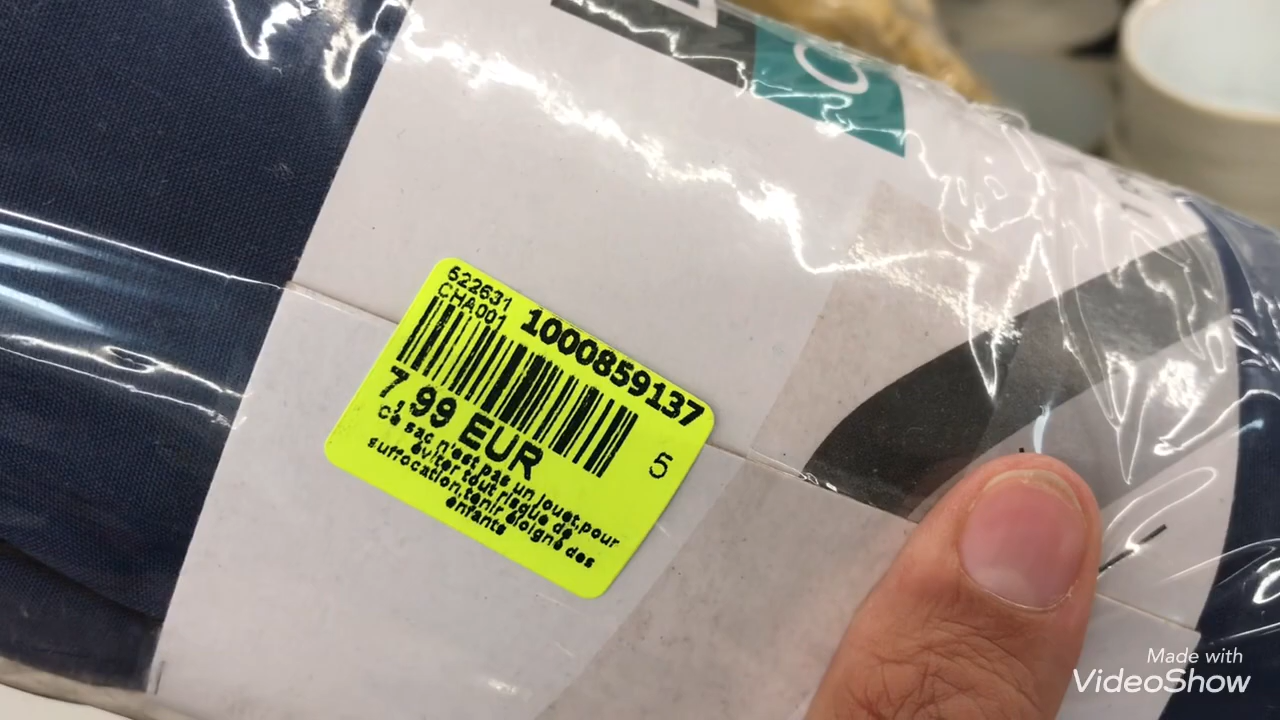 522631
CHA001
1000859137
7,99 EUR
5
Ce sac n'est pas un jouet,pour
éviter tout risque de
suffocation,tenir éloigné des
enfants
Made with
VideoShow